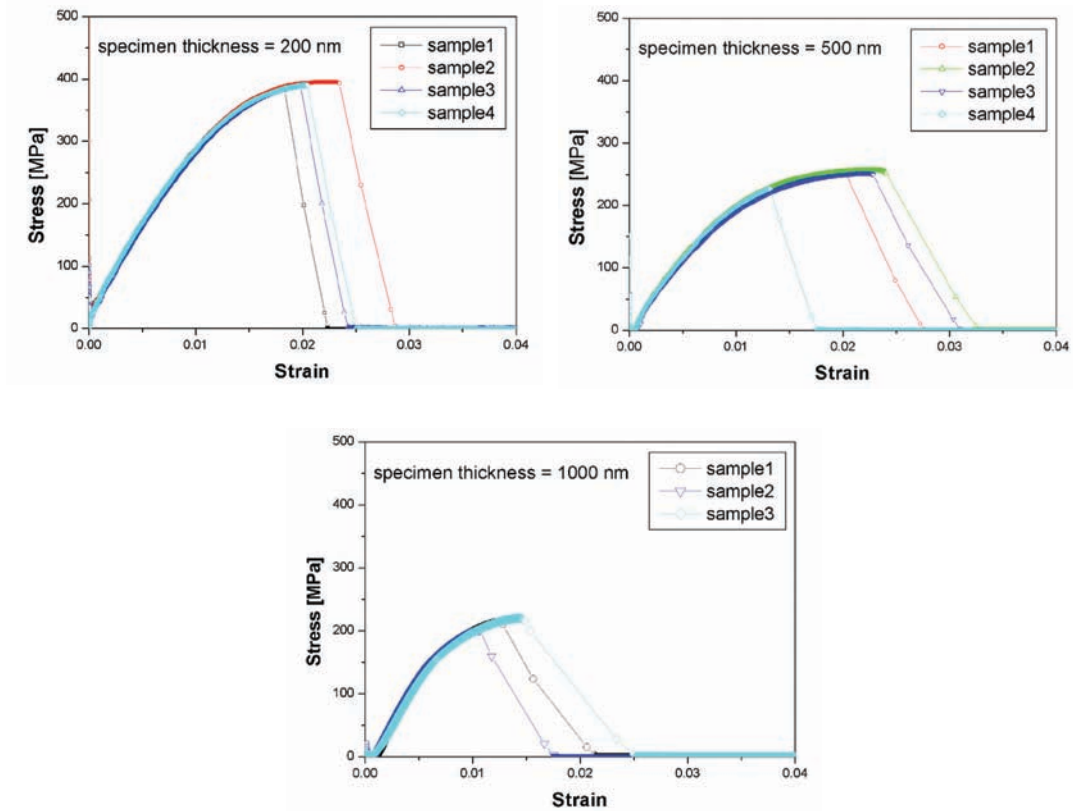 500
400
300
200
100
0
Stress [MPa]
specimen thickness = 200 nm
sample1
sample2
sample3
sample4
0.00 0.01 0.02 0.03 0.04
Strain
500
400
300
200
100
0
Stress [MPa]
specimen thickness = 500 nm
sample1
sample2
sample3
sample4
0.00 0.01 0.02 0.03 0.04
Strain
500
400
300
200
100
0
Stress [MPa]
specimen thickness = 1000 nm
sample1
sample2
sample3
0.00 0.01 0.02 0.03 0.04
Strain